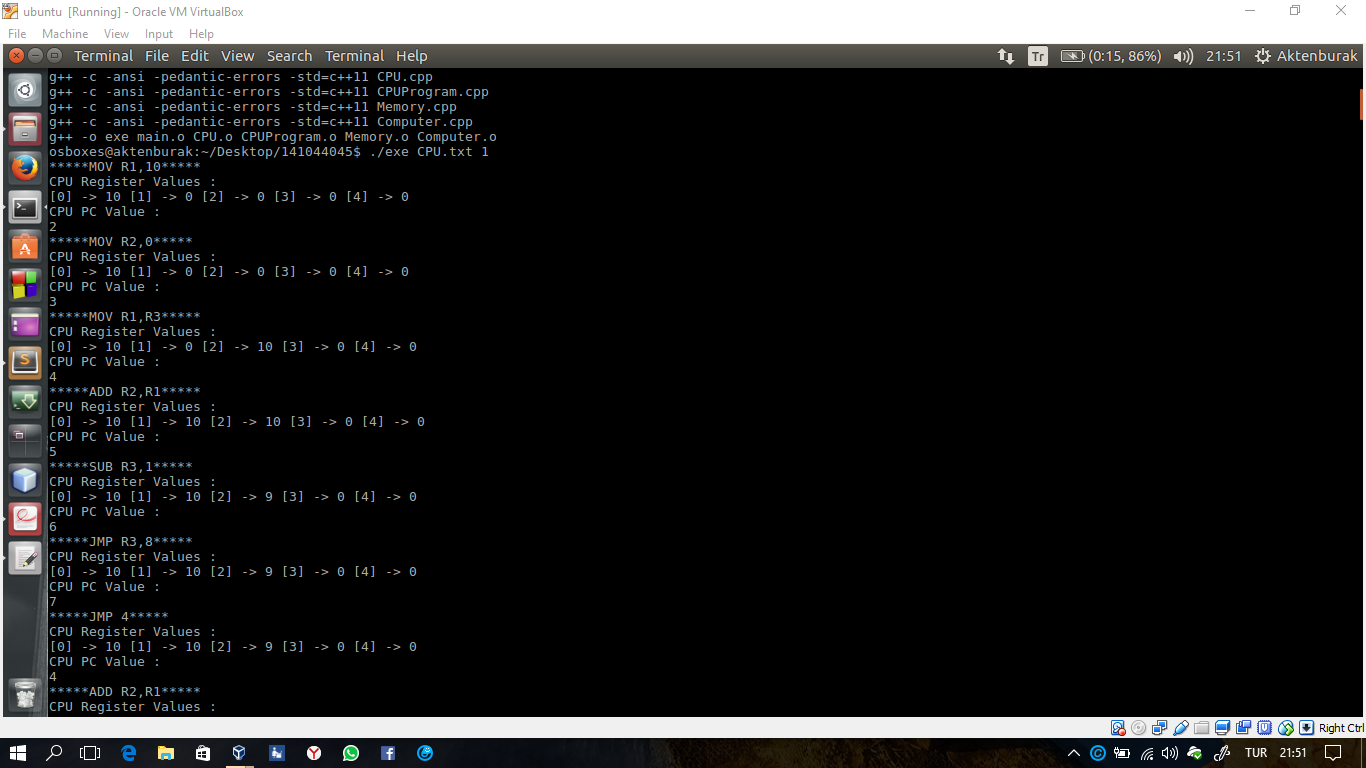 ubuntu [Running] - Oracle VM VirtualBox
File Machine View Input Help
Terminal File Edit View Search Terminal Help Tr (0:15, 86%) 21:51 Aktenburak
g++ -c -ansi -pedantic-errors -std=c++11 CPU.cpp
g++ -c -ansi -pedantic-errors -std=c++11 CPUProgram.cpp
g++ -c -ansi -pedantic-errors -std=c++11 Memory.cpp
g++ -c -ansi -pedantic-errors -std=c++11 Computer.cpp
g++ -o exe main.o CPU.o CPUProgram.o Memory.o Computer.o
osboxes@aktenburak:~/Desktop/141044045$ ./exe CPU.txt 1
*****MOV R1,10*****
CPU Register Values :
[0] -> 10 [1] -> 0 [2] -> 0 [3] -> 0 [4] -> 0
CPU PC Value :
2
*****MOV R2,0*****
CPU Register Values :
[0] -> 10 [1] -> 0 [2] -> 0 [3] -> 0 [4] -> 0
CPU PC Value :
3
*****MOV R1,R3*****
CPU Register Values :
[0] -> 10 [1] -> 0 [2] -> 10 [3] -> 0 [4] -> 0
CPU PC Value :
4
*****ADD R2,R1*****
CPU Register Values :
[0] -> 10 [1] -> 10 [2] -> 10 [3] -> 0 [4] -> 0
CPU PC Value :
5
*****SUB R3,1*****
CPU Register Values :
[0] -> 10 [1] -> 10 [2] -> 9 [3] -> 0 [4] -> 0
CPU PC Value :
6
*****JMP R3,8*****
CPU Register Values :
[0] -> 10 [1] -> 10 [2] -> 9 [3] -> 0 [4] -> 0
CPU PC Value :
7
*****JMP 4*****
CPU Register Values :
[0] -> 10 [1] -> 10 [2] -> 9 [3] -> 0 [4] -> 0
CPU PC Value :
4
*****ADD R2,R1*****
CPU Register Values :
Right Ctrl
TUR 21:51